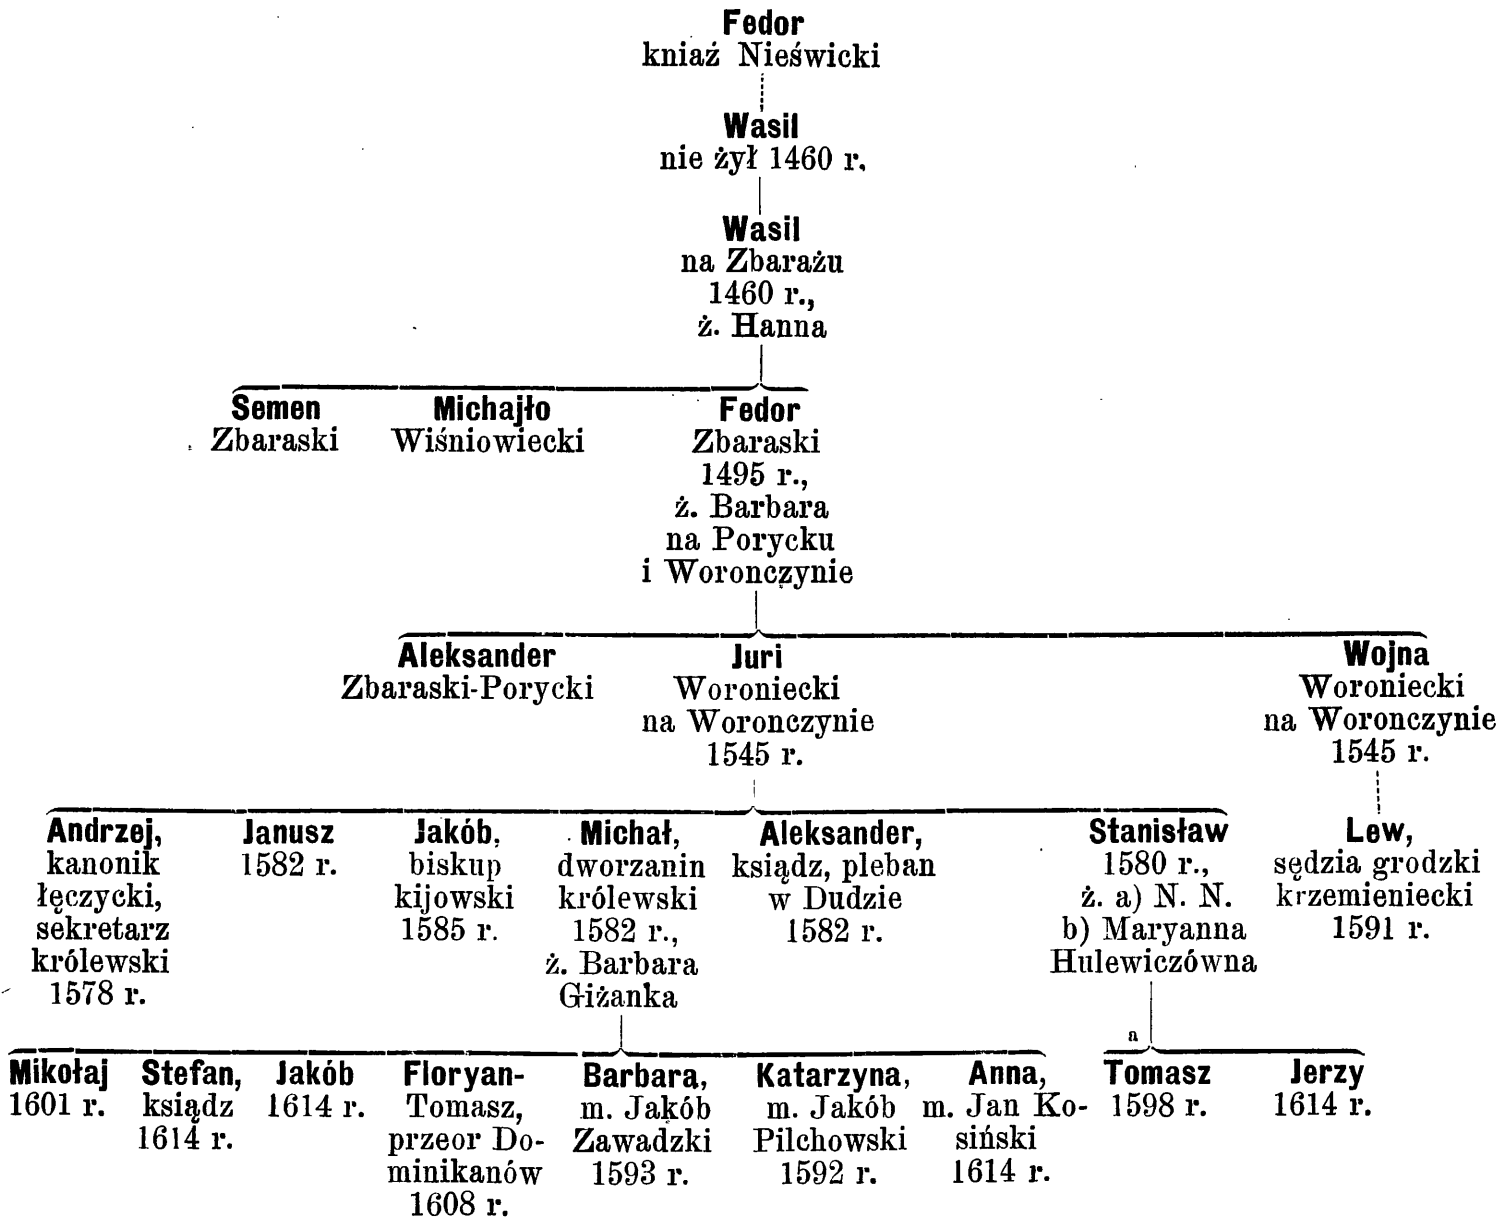 Fedor
kniaź Nieświcki
Wasil
nie żył 1460 r.
Wasil
na Zbarażu
1460 r.,
ż. Hanna
Semen
Zbaraski
Michajło
Wiśniowiecki
Fedor
Zbaraski
1495 r.,
ż. Barbara
na Porycku
i Woronczynie
Aleksander
Zbaraski-Porycki
Juri
Woroniecki
na Woronczynie
1545 r.
Wojna
Woroniecki
na Woronczynie
1545 r.
Andrzej,
kanonik
łęczycki,
sekretarz
królewski
1578 r.
Janusz
1582 r.
Jakób,
biskup
kijowski
1585 r.
Michał,
dworzanin
królewski
1582 r.,
ż. Barbara
Giżanka
Aleksander,
ksiądz, pleban
w Dudzie
1582 r.
Stanisław
1580 r.,
ż. a) N. N.
b) Maryanna
Hulewiczówna
Lew,
sędzia grodzki
krzemieniecki
1591 r.
Mikołaj
1601 r.
Stefan,
ksiądz
1614 r.
Jakób
1614 r.
Floryan-
Tomasz,
przeor Do-
minikanów
1608 r.
Barbara,
m. Jakób
Zawadzki
1593 r.
Katarzyna,
m. Jakób
Pilchowski
1592 r.
Anna,
m. Jan Ko-
siński
1614 r.
a
Tomasz
1598 r.
Jerzy
1614 r.